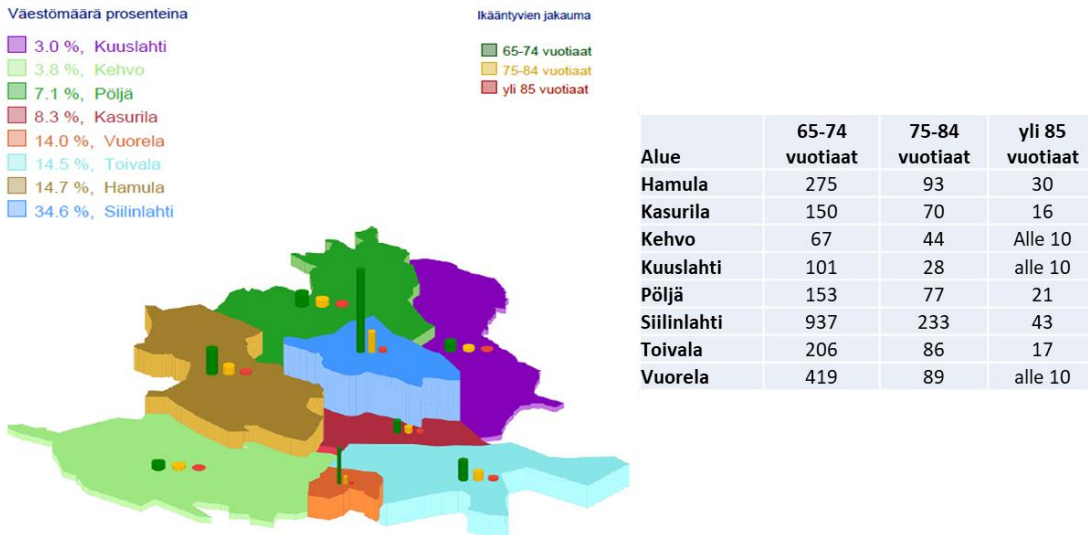 Väestömäärä prosenteina
3.0 %, Kuuslahti
3.8 %, Kehvo
7.1 %, Pöljä
8.3 %, Kasurila
14.0 %, Vuorela
14.5 %, Toivala
14.7 %, Hamula
34.6 %, Siilinlahti
Ikääntyvien jakauma
65-74 vuotiaat
75-84 vuotiaat
yli 85 vuotiaat
Alue 65-74 vuotiaat 75-84 vuotiaat yli 85 vuotiaat
Hamula 275 93 30
Kasurila 150 70 16
Kehvo 67 44 Alle 10
Kuuslahti 101 28 alle 10
Pöljä 153 77 21
Siilinlahti 937 233 43
Toivala 206 86 17
Vuorela 419 89 alle 10